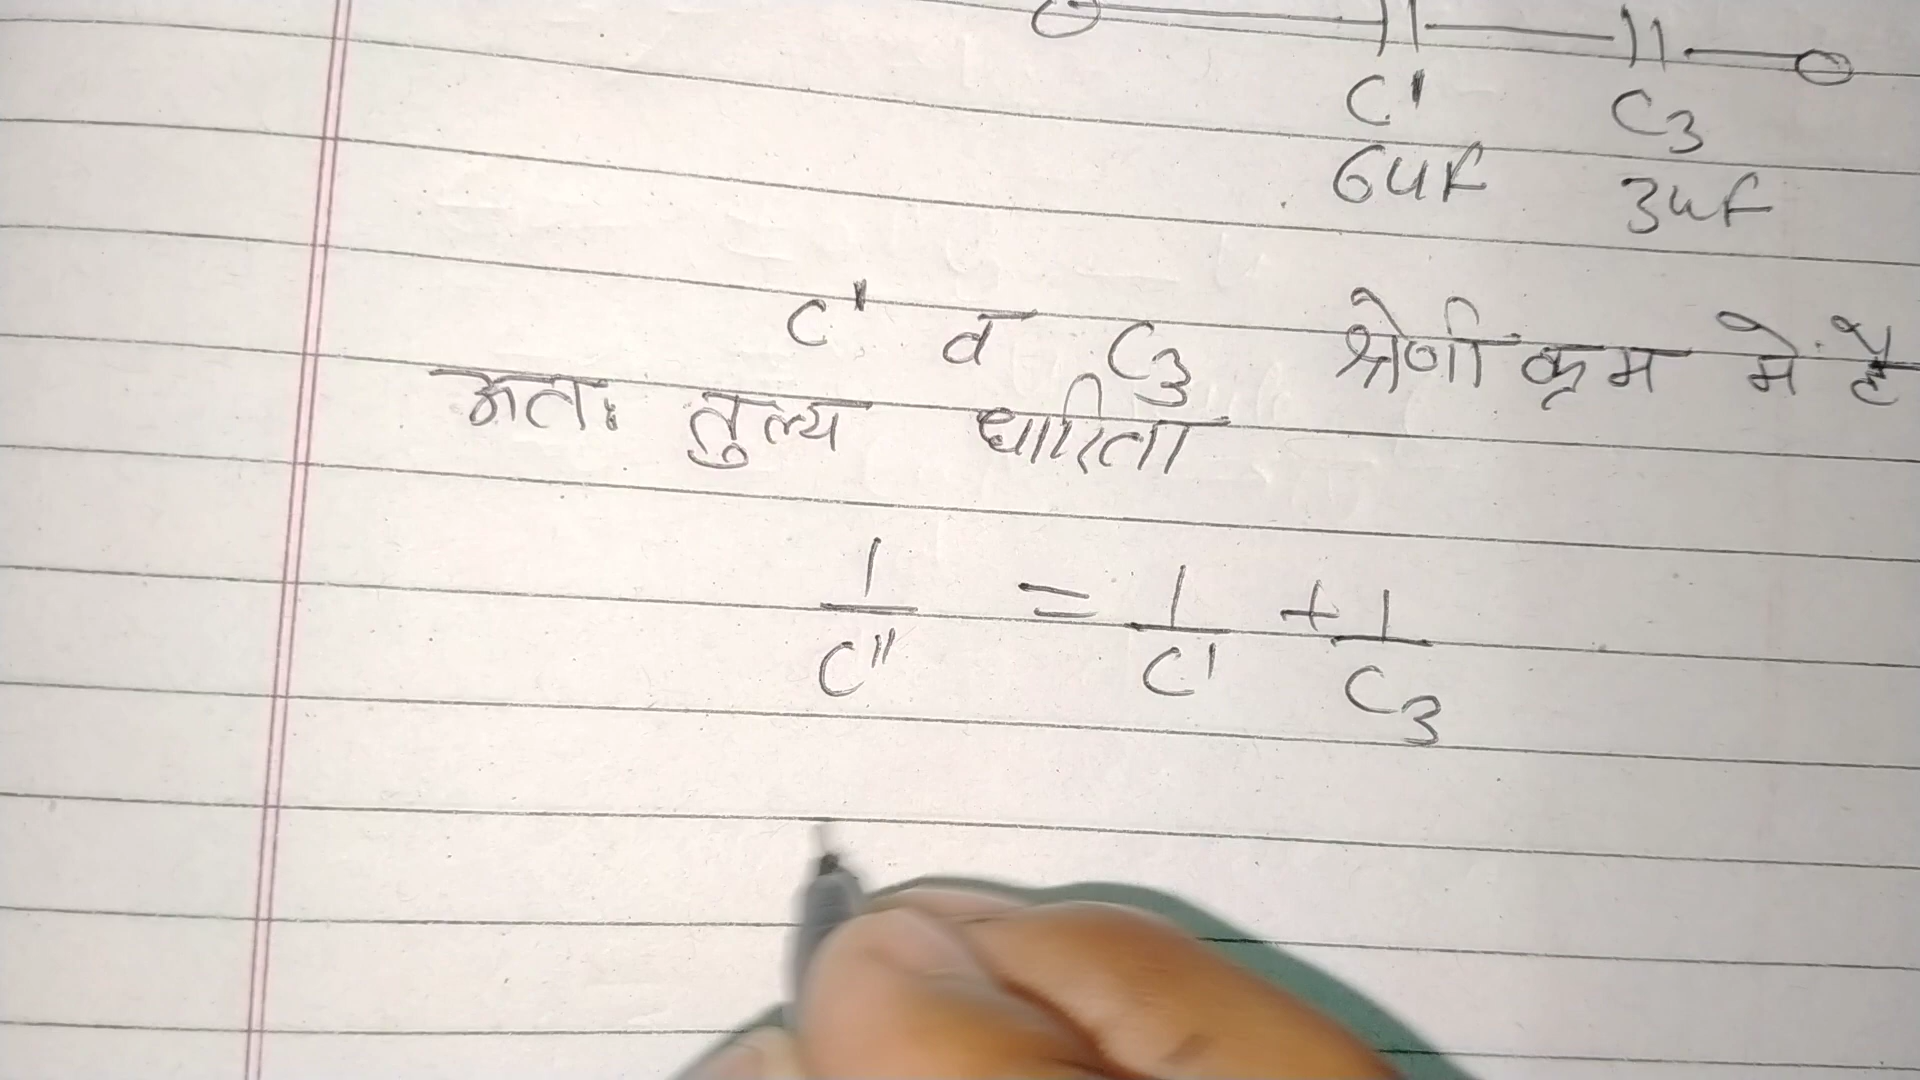 C' C3
6uF 3uF
C' व C3 श्रेणी क्रम में है
अतः तुल्य धारिता
1/C'' = 1/C' + 1/C3